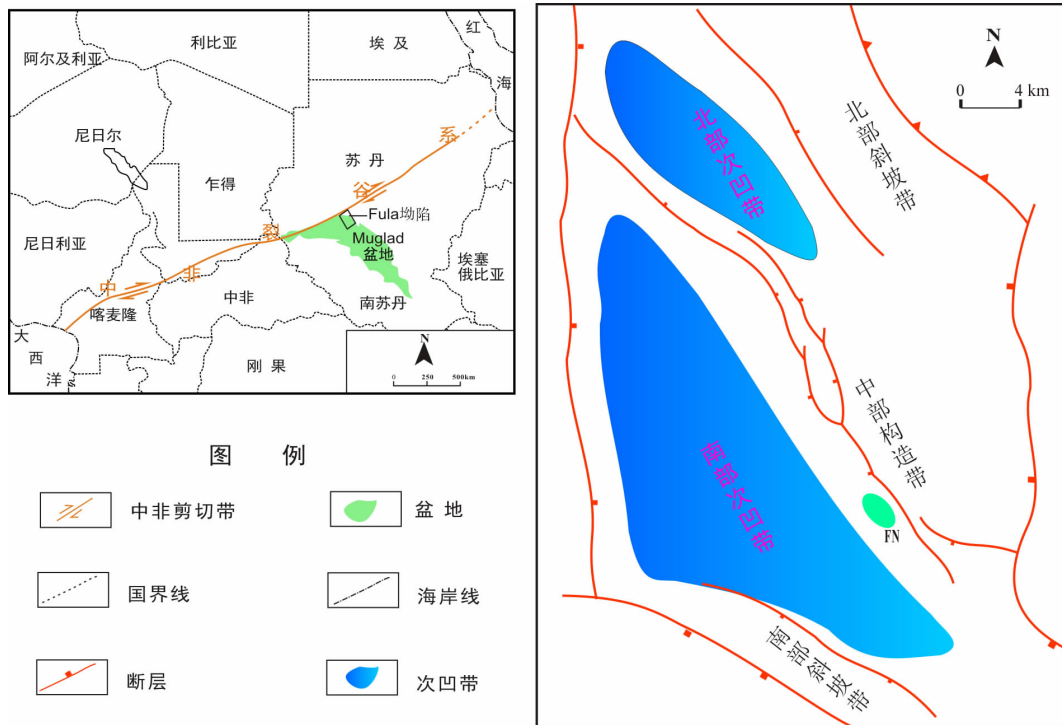 红
海
阿尔及利亚
利比亚
埃及
尼日尔
乍得
苏丹
系
谷
裂
非
中
Fula坳陷
Muglad
盆地
尼日利亚
埃塞
俄比亚
中非
南苏丹
喀麦隆
大
西
洋
刚果
N
0 250 500km
图 例
中非剪切带
盆地
国界线
海岸线
断层
次凹带
N
0 4 km
北部次凹带
北部斜坡带
中部构造带
南部次凹带
FN
南部斜坡带